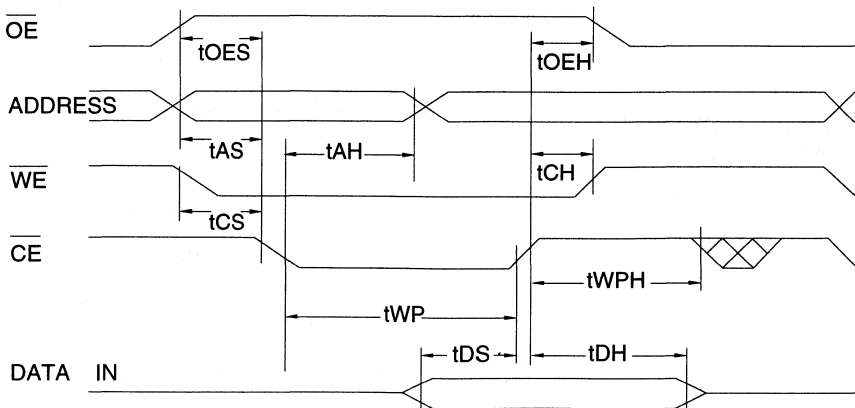 OE
tOES
tOEH
ADDRESS
tAS
tAH
WE
tCH
tCS
CE
tWPH
tWP
tDS
tDH
DATA IN